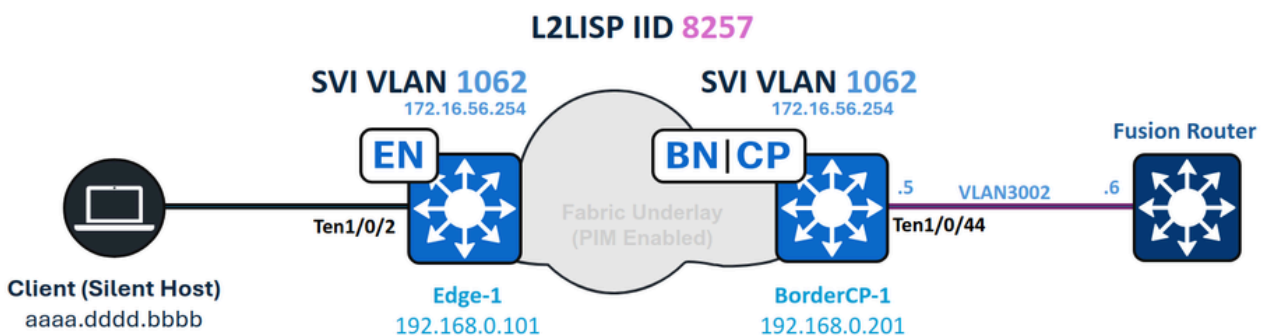 L2LISP IID 8257
SVI VLAN 1062
172.16.56.254
SVI VLAN 1062
172.16.56.254
Fusion Router
EN
BN|CP
Fabric Underlay
(PIM Enabled)
.5
VLAN3002
.6
Ten1/0/2
Ten1/0/44
Client (Silent Host)
aaaa.dddd.bbbb
Edge-1
192.168.0.101
BorderCP-1
192.168.0.201